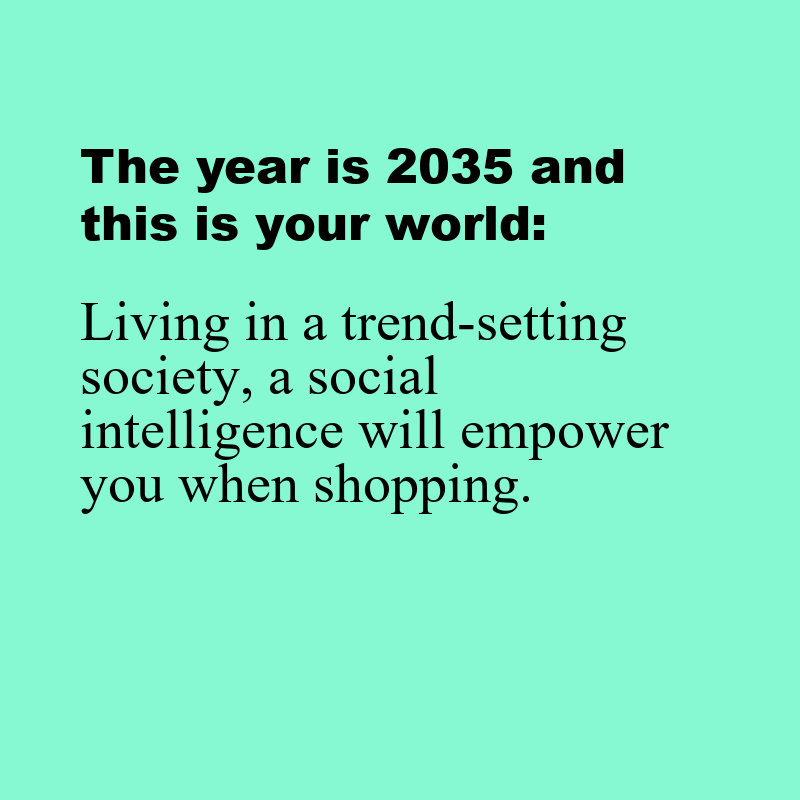 The year is 2035 and
this is your world:
Living in a trend-setting
society, a social
intelligence will empower
you when shopping.